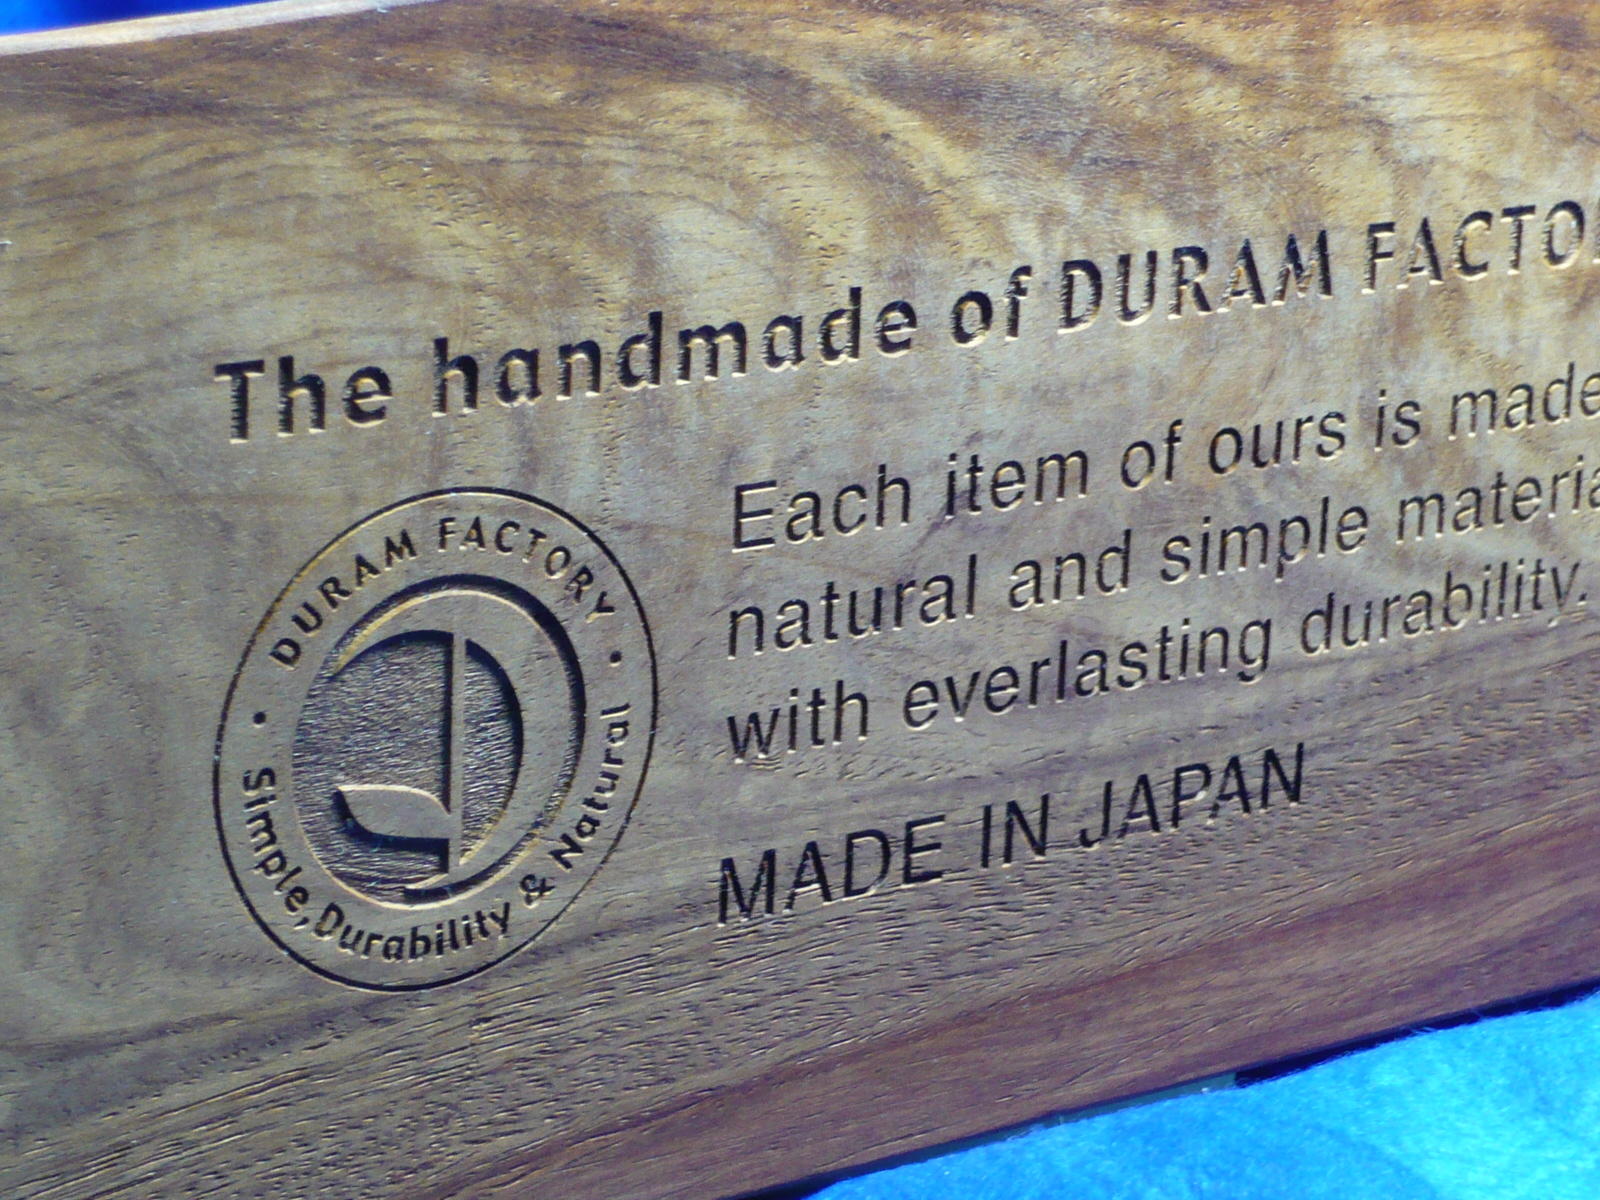 The handmade of DURAM FACTO
Each item of ours is made
natural and simple materia
with everlasting durability.
MADE IN JAPAN
DURAM FACTORY
Simple, Durability & Natural